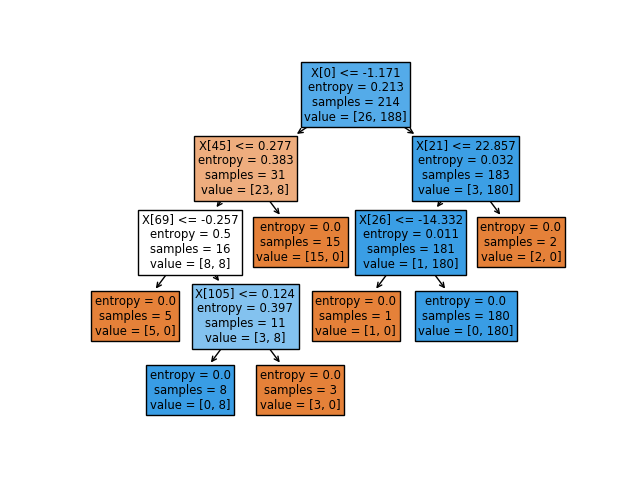 X[0] <= -1.171
entropy = 0.213
samples = 214
value = [26, 188]
X[45] <= 0.277
entropy = 0.383
samples = 31
value = [23, 8]
X[21] <= 22.857
entropy = 0.032
samples = 183
value = [3, 180]
X[69] <= -0.257
entropy = 0.5
samples = 16
value = [8, 8]
entropy = 0.0
samples = 15
value = [15, 0]
X[26] <= -14.332
entropy = 0.011
samples = 181
value = [1, 180]
entropy = 0.0
samples = 2
value = [2, 0]
entropy = 0.0
samples = 5
value = [5, 0]
X[105] <= 0.124
entropy = 0.397
samples = 11
value = [3, 8]
entropy = 0.0
samples = 1
value = [1, 0]
entropy = 0.0
samples = 180
value = [0, 180]
entropy = 0.0
samples = 8
value = [0, 8]
entropy = 0.0
samples = 3
value = [3, 0]